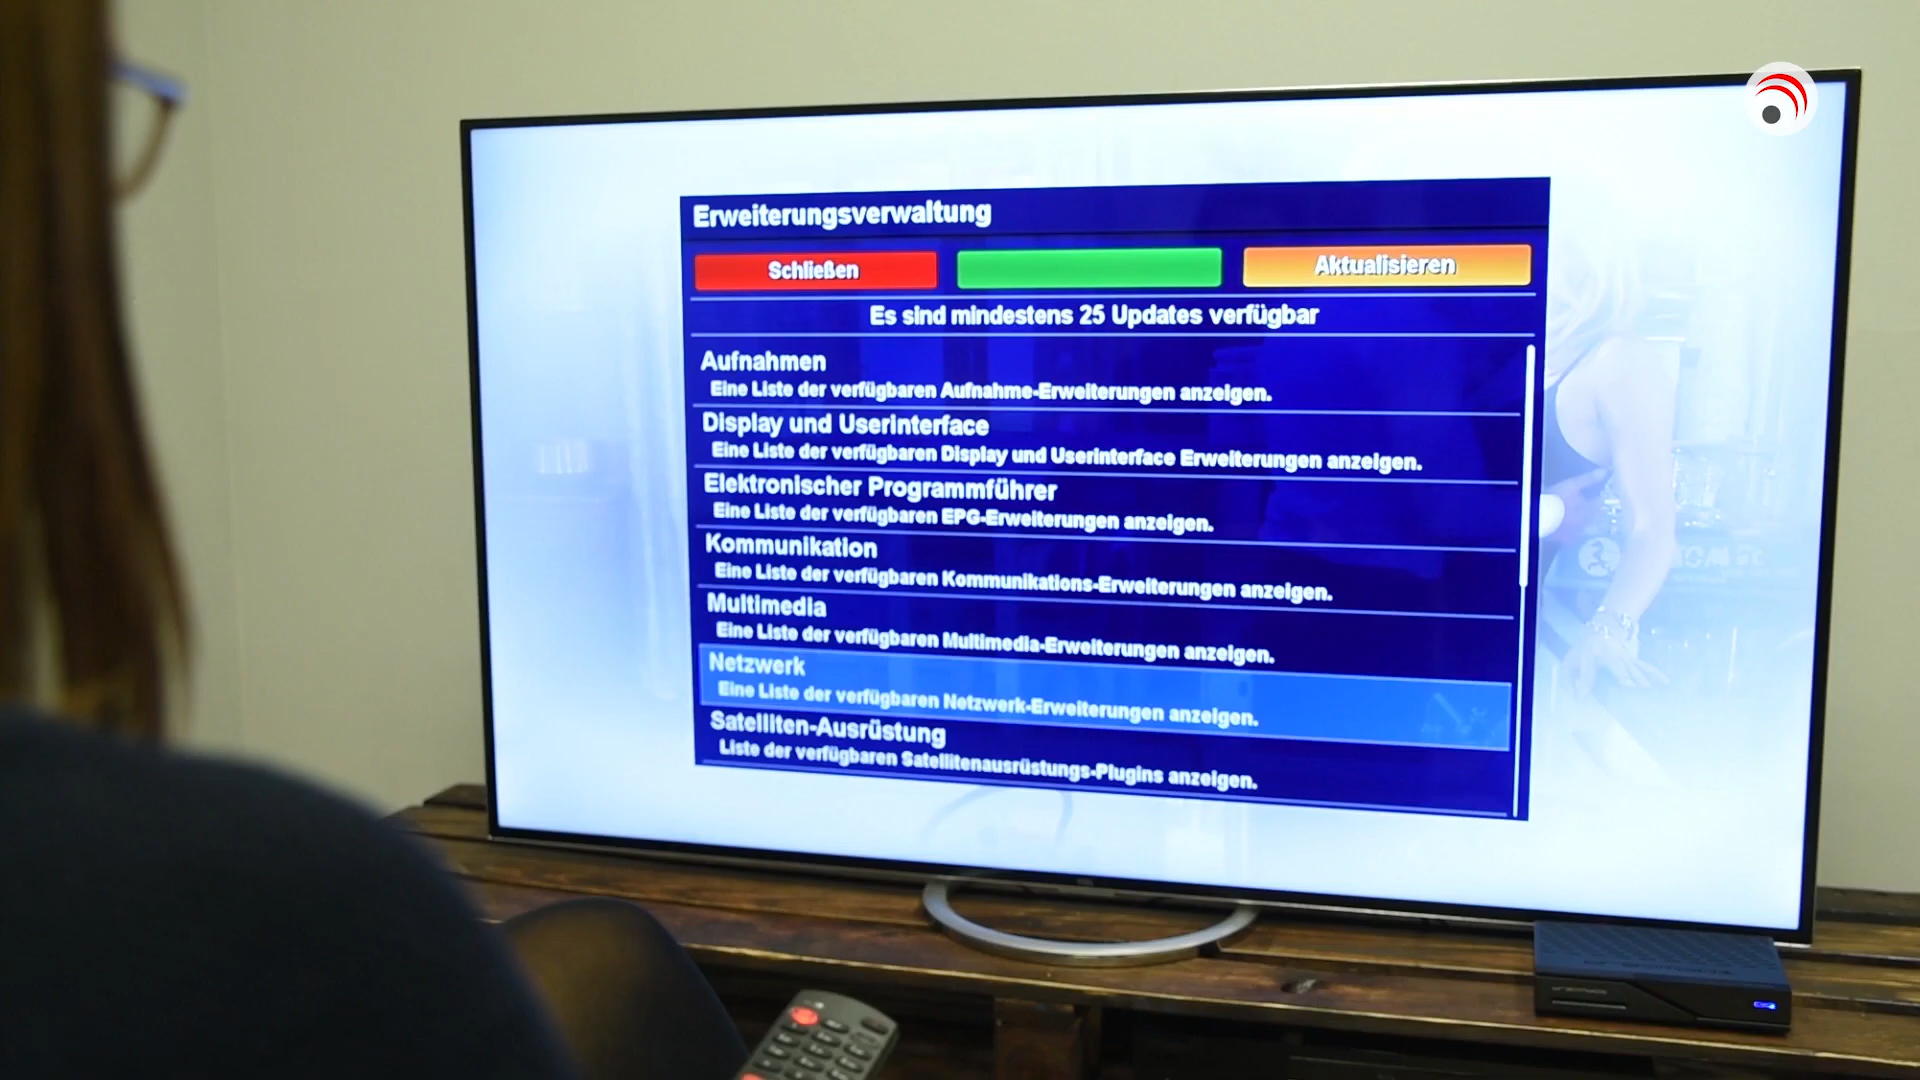 Erweiterungsverwaltung
Schließen
Aktualisieren
Es sind mindestens 25 Updates verfügbar
Aufnahmen
Eine Liste der verfügbaren Aufnahme-Erweiterungen anzeigen.
Display und Userinterface
Eine Liste der verfügbaren Display und Userinterface Erweiterungen anzeigen.
Elektronischer Programmführer
Eine Liste der verfügbaren EPG-Erweiterungen anzeigen.
Kommunikation
Eine Liste der verfügbaren Kommunikations-Erweiterungen anzeigen.
Multimedia
Eine Liste der verfügbaren Multimedia-Erweiterungen anzeigen.
Netzwerk
Eine Liste der verfügbaren Netzwerk-Erweiterungen anzeigen.
Satelliten-Ausrüstung
Liste der verfügbaren Satellitenausrüstungs-Plugins anzeigen.